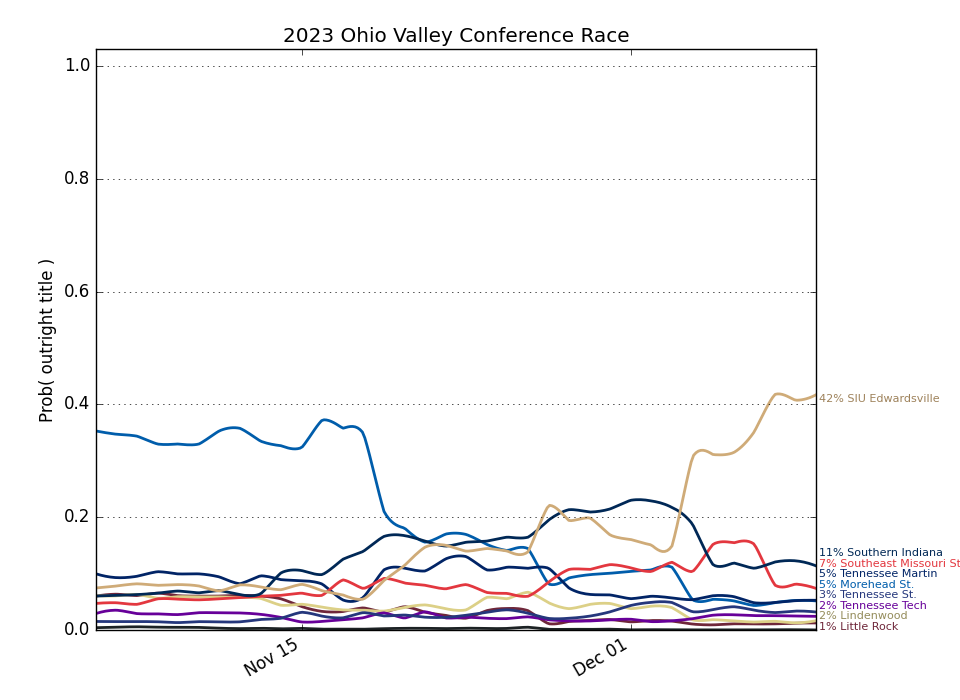 2023 Ohio Valley Conference Race
Prob( outright title )
1.0
0.8
0.6
0.4
0.2
0.0
Nov 15
Dec 01
42% SIU Edwardsville
11% Southern Indiana
7% Southeast Missouri St
5% Tennessee Martin
5% Morehead St.
3% Tennessee St.
2% Tennessee Tech
2% Lindenwood
1% Little Rock